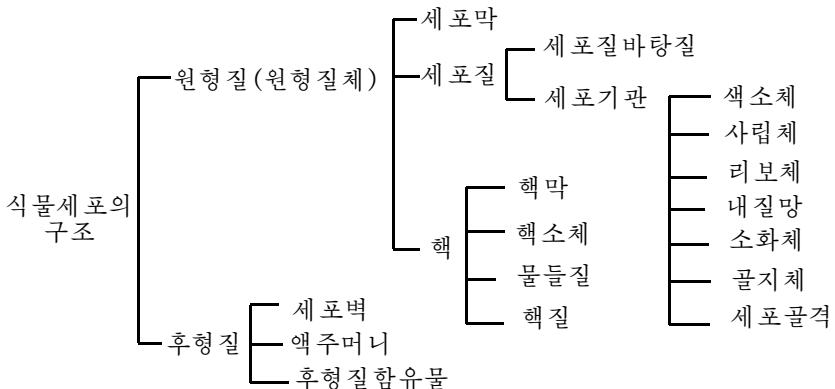 식물세포의
구조
원형질(원형질체)
세포막
세포질
세포질바탕질
세포기관
색소체
사립체
리보체
내질망
소화체
골지체
세포골격
핵
핵막
핵소체
물들질
핵질
후형질
세포벽
액주머니
후형질함유물